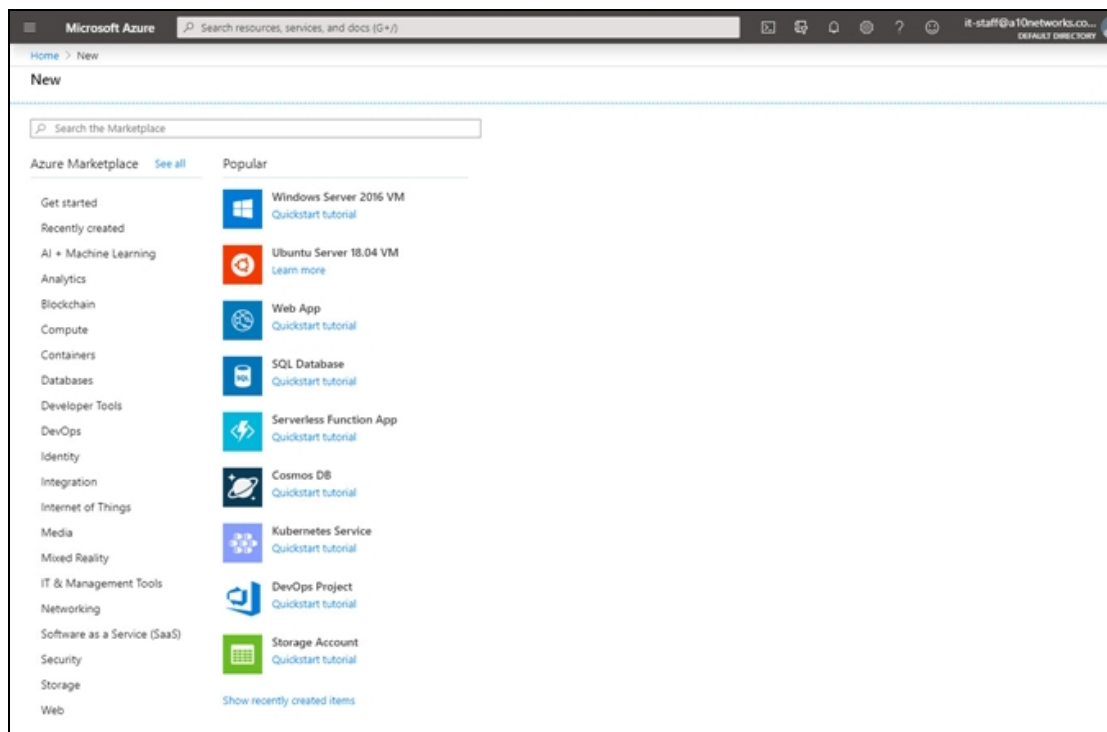 Microsoft Azure
Search resources, services, and docs (G+/)
it-staff@a10networks.co...
DEFAULT DIRECTORY
Home > New
New
Search the Marketplace
Azure Marketplace See all
Get started
Recently created
AI + Machine Learning
Analytics
Blockchain
Compute
Containers
Databases
Developer Tools
DevOps
Identity
Integration
Internet of Things
Media
Mixed Reality
IT & Management Tools
Networking
Software as a Service (SaaS)
Security
Storage
Web
Popular
Windows Server 2016 VM
Quickstart tutorial
Ubuntu Server 18.04 VM
Learn more
Web App
Quickstart tutorial
SQL
SQL Database
Quickstart tutorial
Serverless Function App
Quickstart tutorial
Cosmos DB
Quickstart tutorial
Kubernetes Service
Quickstart tutorial
DevOps Project
Quickstart tutorial
Storage Account
Quickstart tutorial
Show recently created items